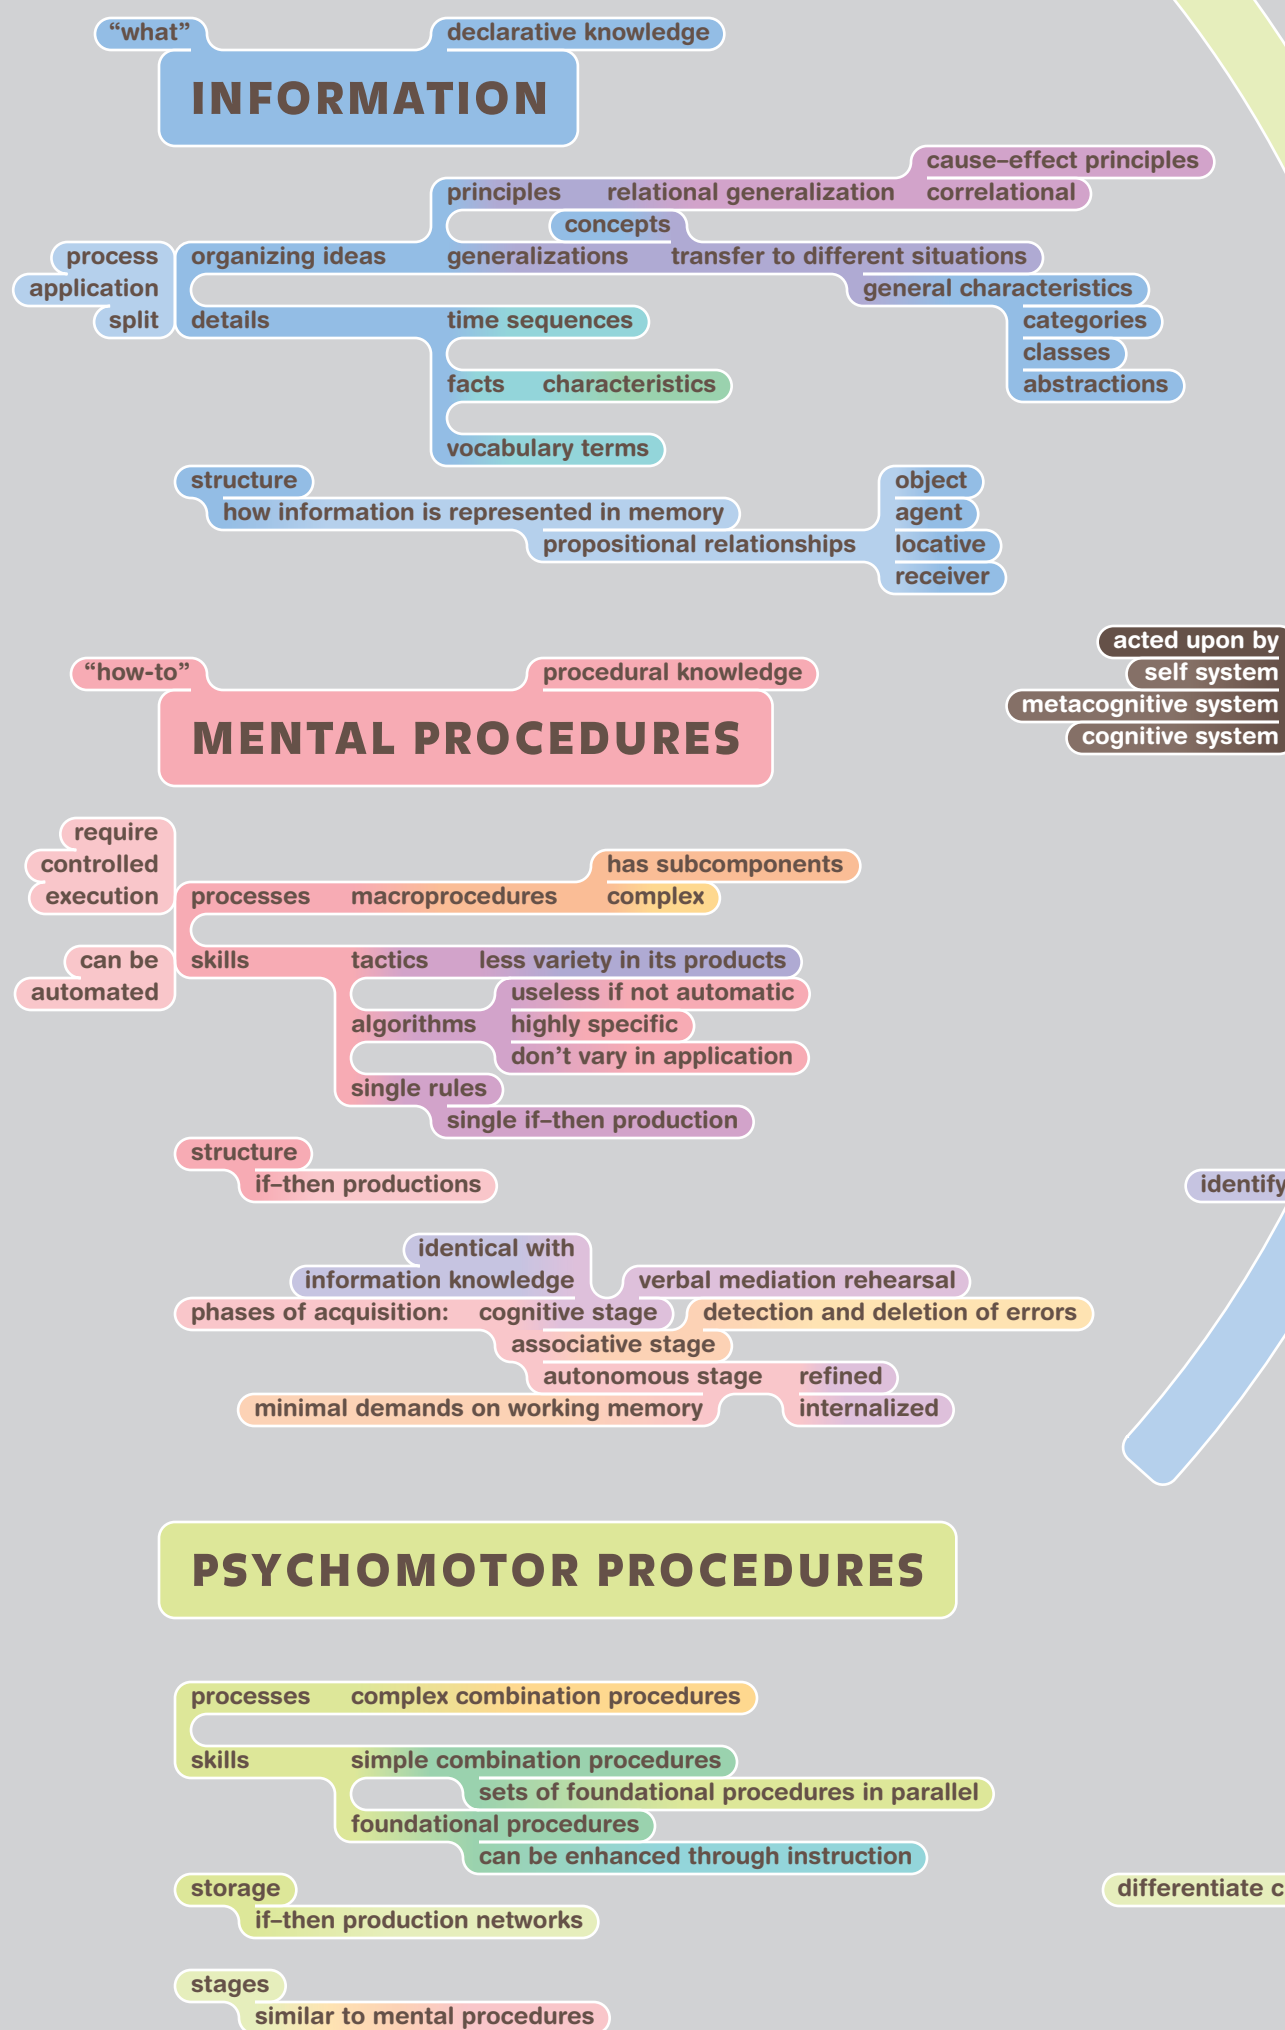 “what” declarative knowledge
INFORMATION
cause–effect principles
principles relational generalization correlational
concepts
process organizing ideas generalizations transfer to different situations
application general characteristics
split details time sequences categories
classes
facts characteristics abstractions
vocabulary terms
structure object
how information is represented in memory agent
propositional relationships locative
receiver
acted upon by
“how-to” procedural knowledge self system
metacognitive system
MENTAL PROCEDURES
cognitive system
require
controlled has subcomponents
execution processes macroprocedures complex
can be skills tactics less variety in its products
automated useless if not automatic
algorithms highly specific
don’t vary in application
single rules
single if–then production
structure
if–then productions identify
identical with
information knowledge verbal mediation rehearsal
phases of acquisition: cognitive stage detection and deletion of errors
associative stage
autonomous stage refined
minimal demands on working memory internalized
PSYCHOMOTOR PROCEDURES
processes complex combination procedures
skills simple combination procedures
sets of foundational procedures in parallel
foundational procedures
can be enhanced through instruction
storage differentiate c
if–then production networks
stages
similar to mental procedures